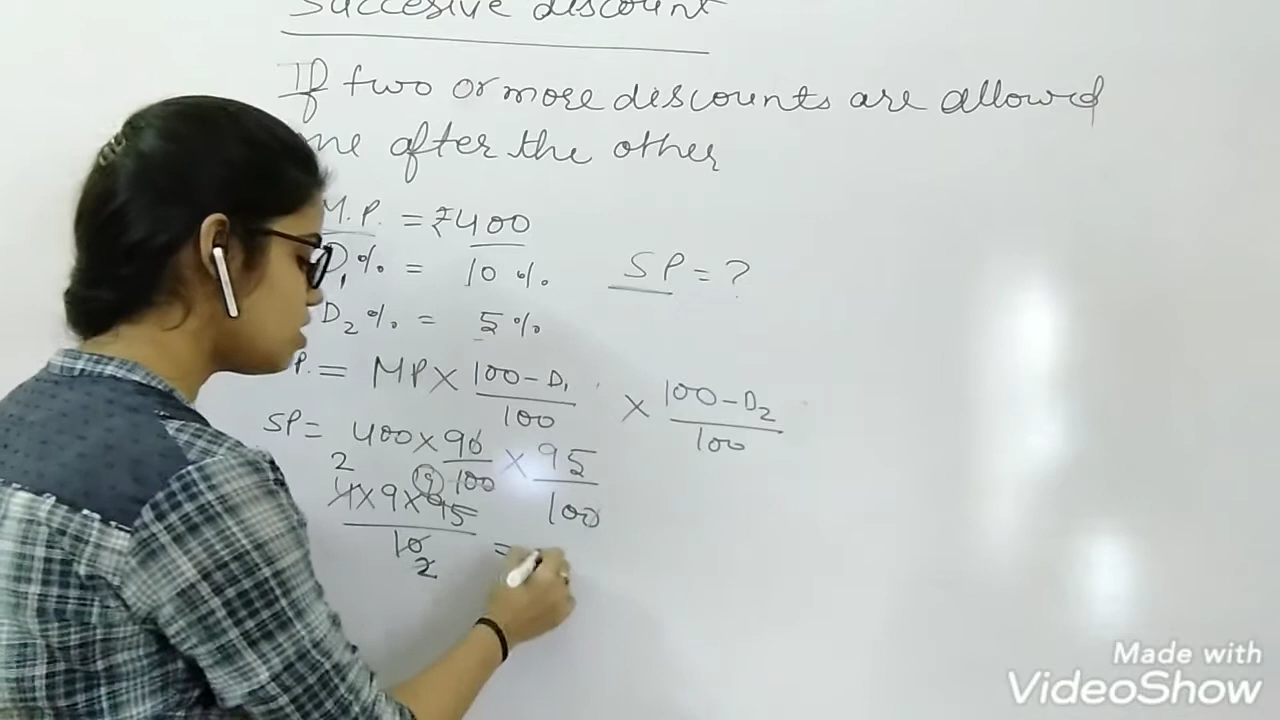 Succesive discount
If two or more discounts are allowed
one after the other
M.P. = ₹400
D₁% = 10%. SP = ?
D₂% = 5%
P. = MP × (100 - D₁)/100 × (100 - D₂)/100
SP = 400 × 90/100 × 95/100
2 19
4 × 9 × 95
10
2 =
Made with
VideoShow